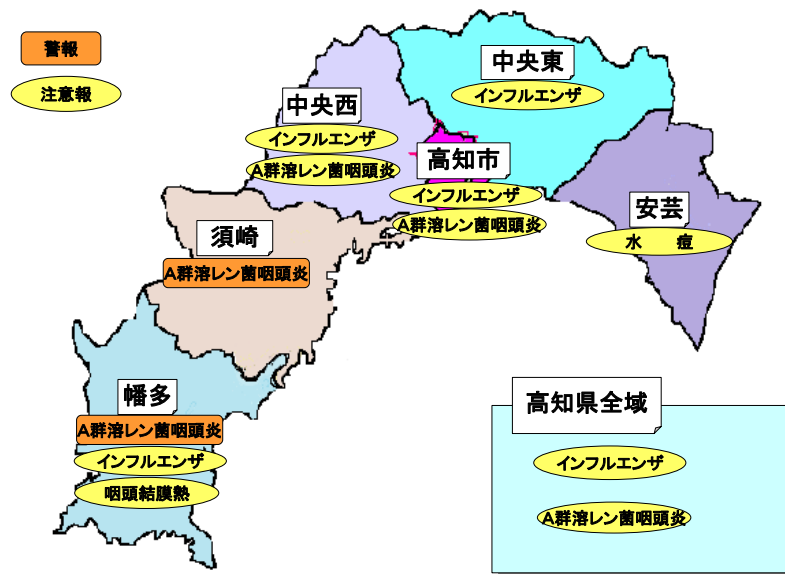 警報
注意報
中央東
インフルエンザ
中央西
インフルエンザ
A群溶レン菌咽頭炎
高知市
インフルエンザ
A群溶レン菌咽頭炎
安芸
水　痘
須崎
A群溶レン菌咽頭炎
幡多
A群溶レン菌咽頭炎
インフルエンザ
咽頭結膜熱
高知県全域
インフルエンザ
A群溶レン菌咽頭炎